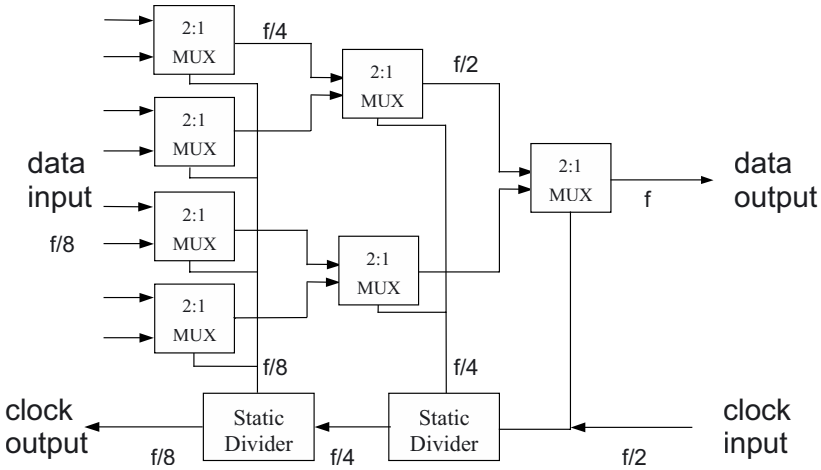 2:1
MUX
f/4
2:1
MUX
f/2
2:1
MUX
data
input
f/8
2:1
MUX
data
output
f
2:1
MUX
2:1
MUX
2:1
MUX
f/8
f/4
clock
output
f/8
Static
Divider
f/4
Static
Divider
f/2
clock
input